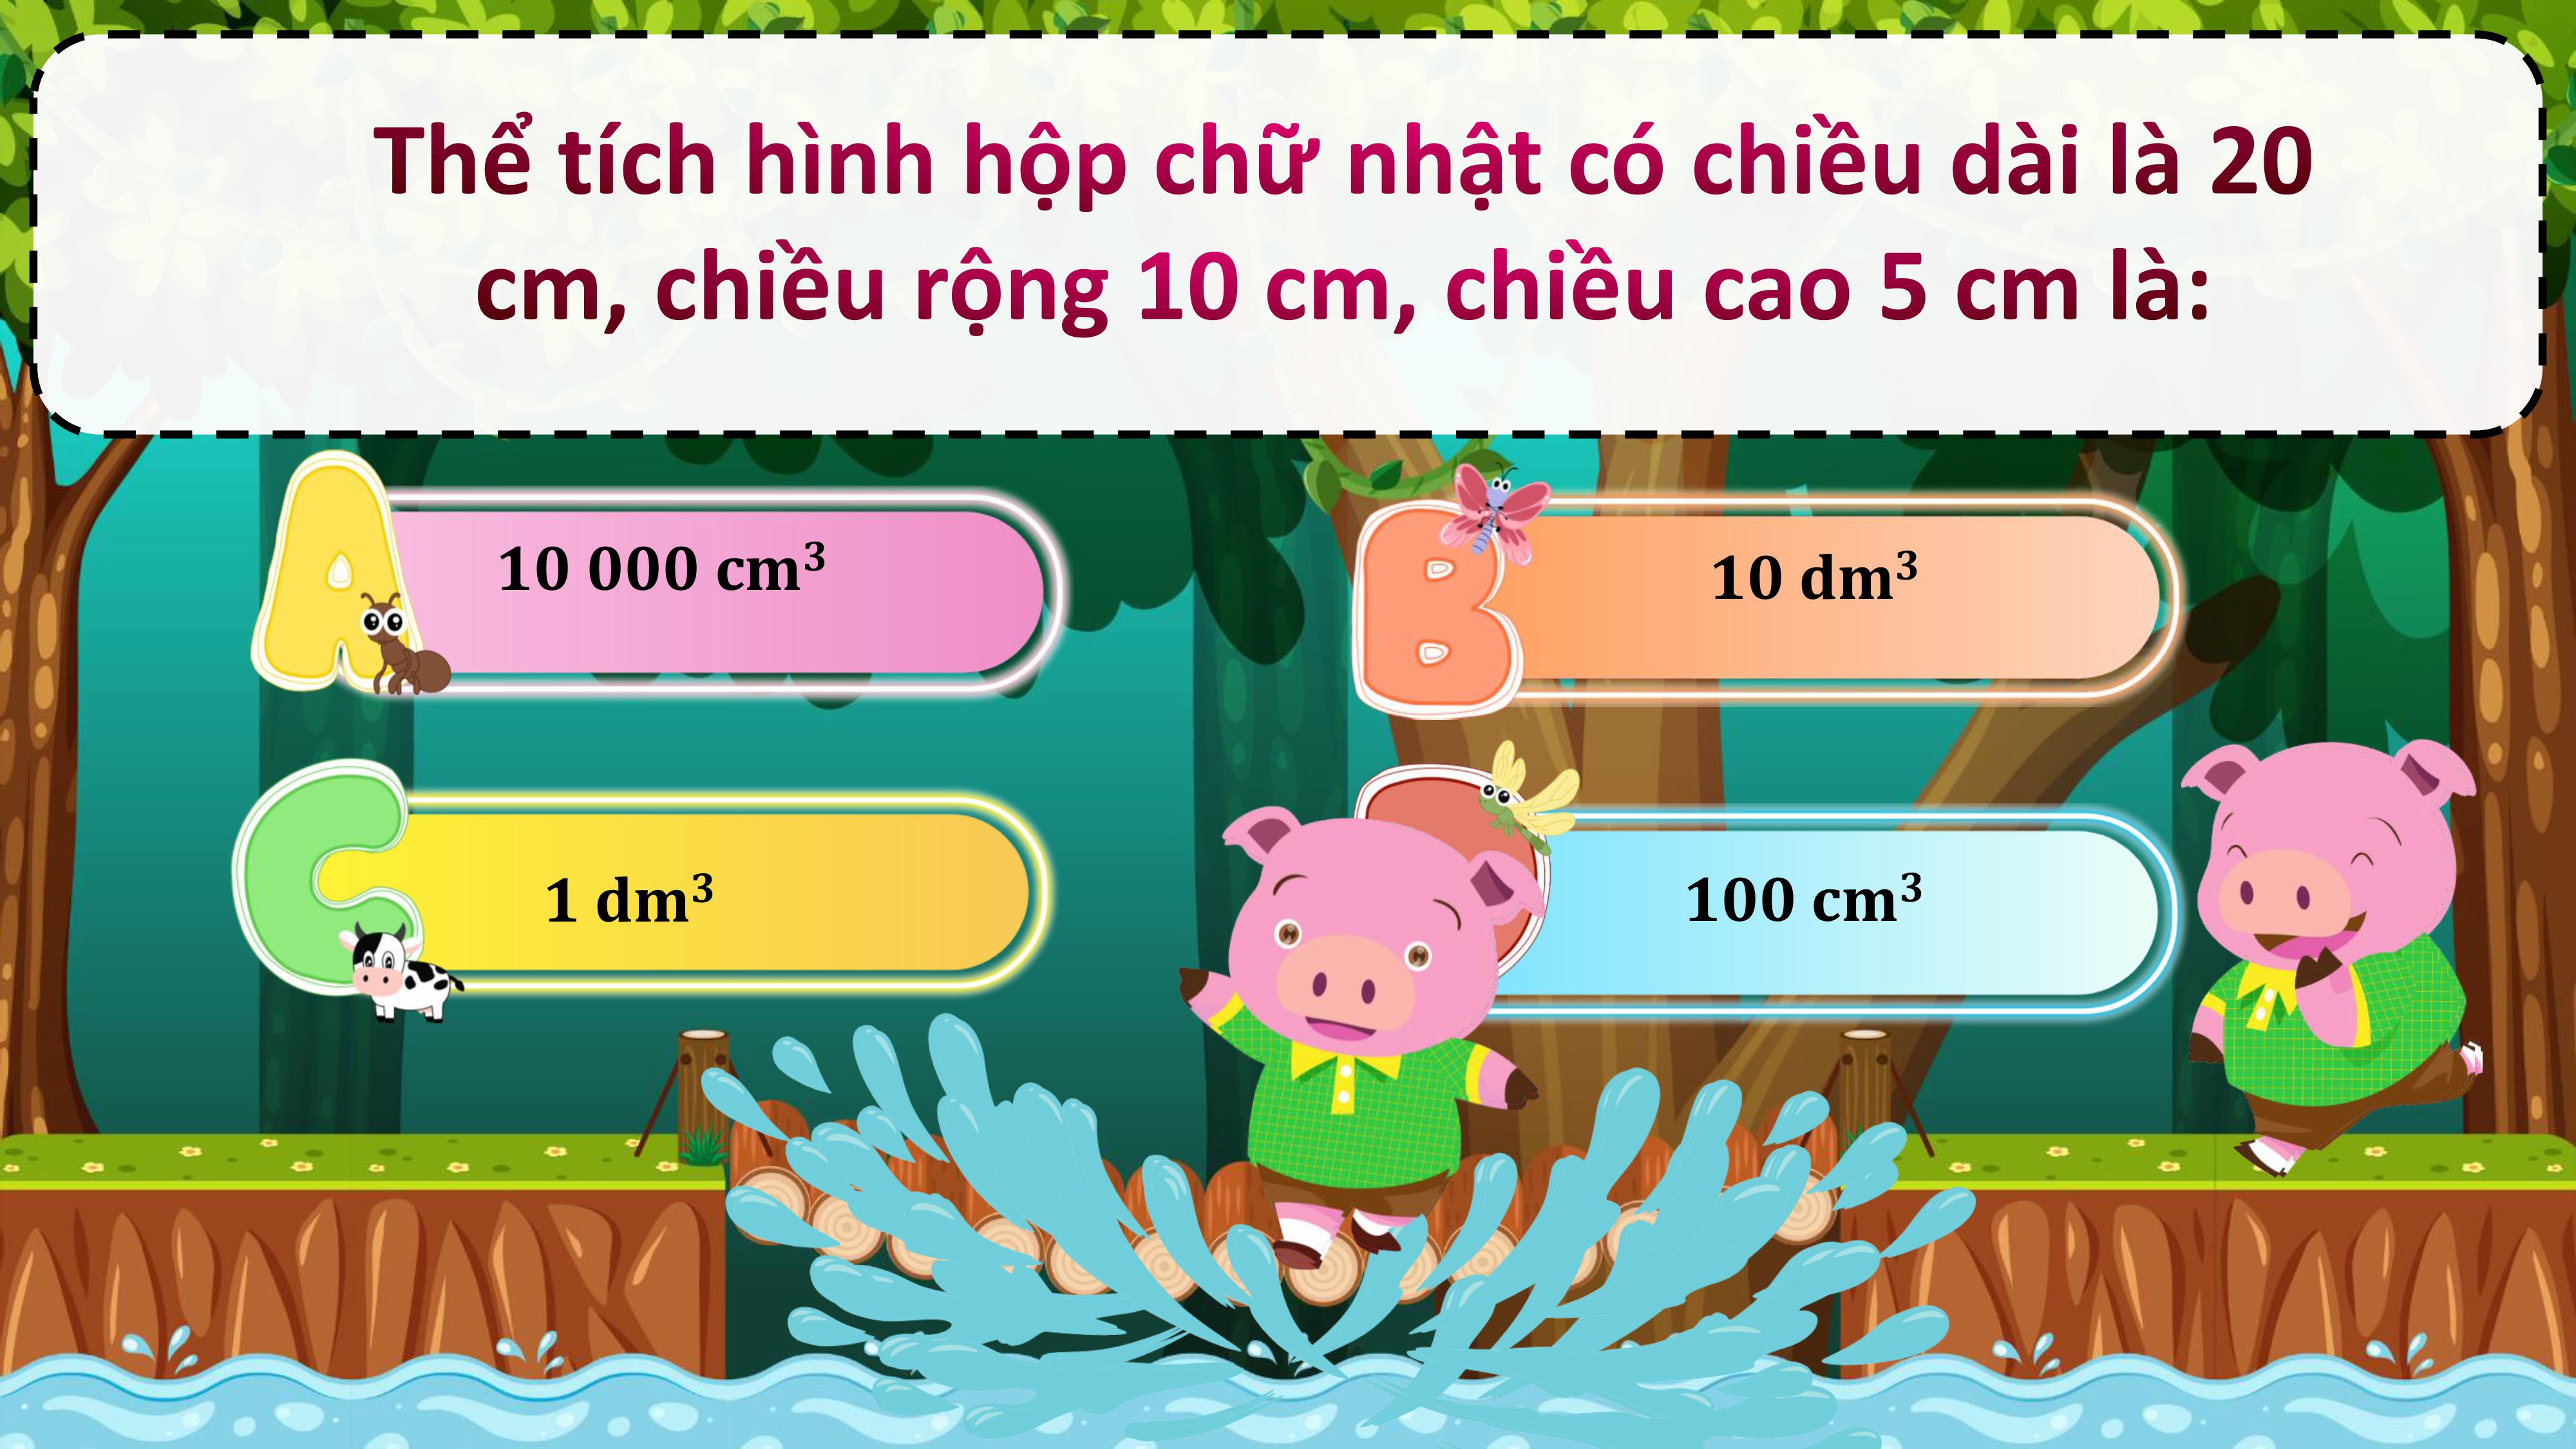 Thể tích hình hộp chữ nhật có chiều dài là 20
cm, chiều rộng 10 cm, chiều cao 5 cm là:
A 10 000 cm³
B 10 dm³
C 1 dm³
100 cm³